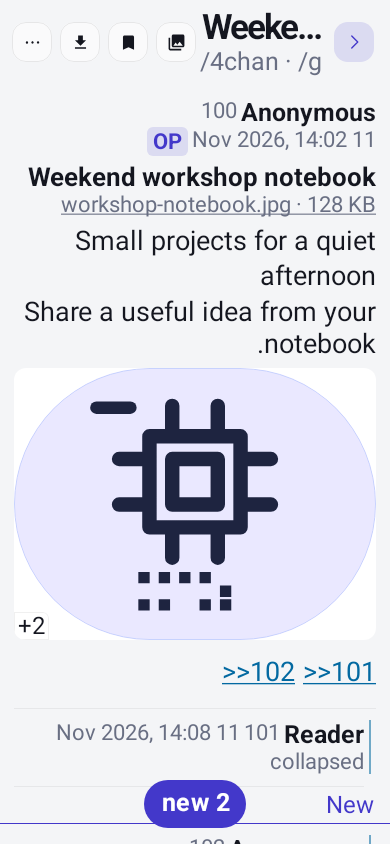 Weeke...
/4chan · /g
100 Anonymous
OP Nov 2026, 14:02 11
Weekend workshop notebook
workshop-notebook.jpg · 128 KB
Small projects for a quiet
afternoon
Share a useful idea from your
.notebook
+2
>>102 >>101
Nov 2026, 14:08 11 101 Reader
collapsed
new 2
New